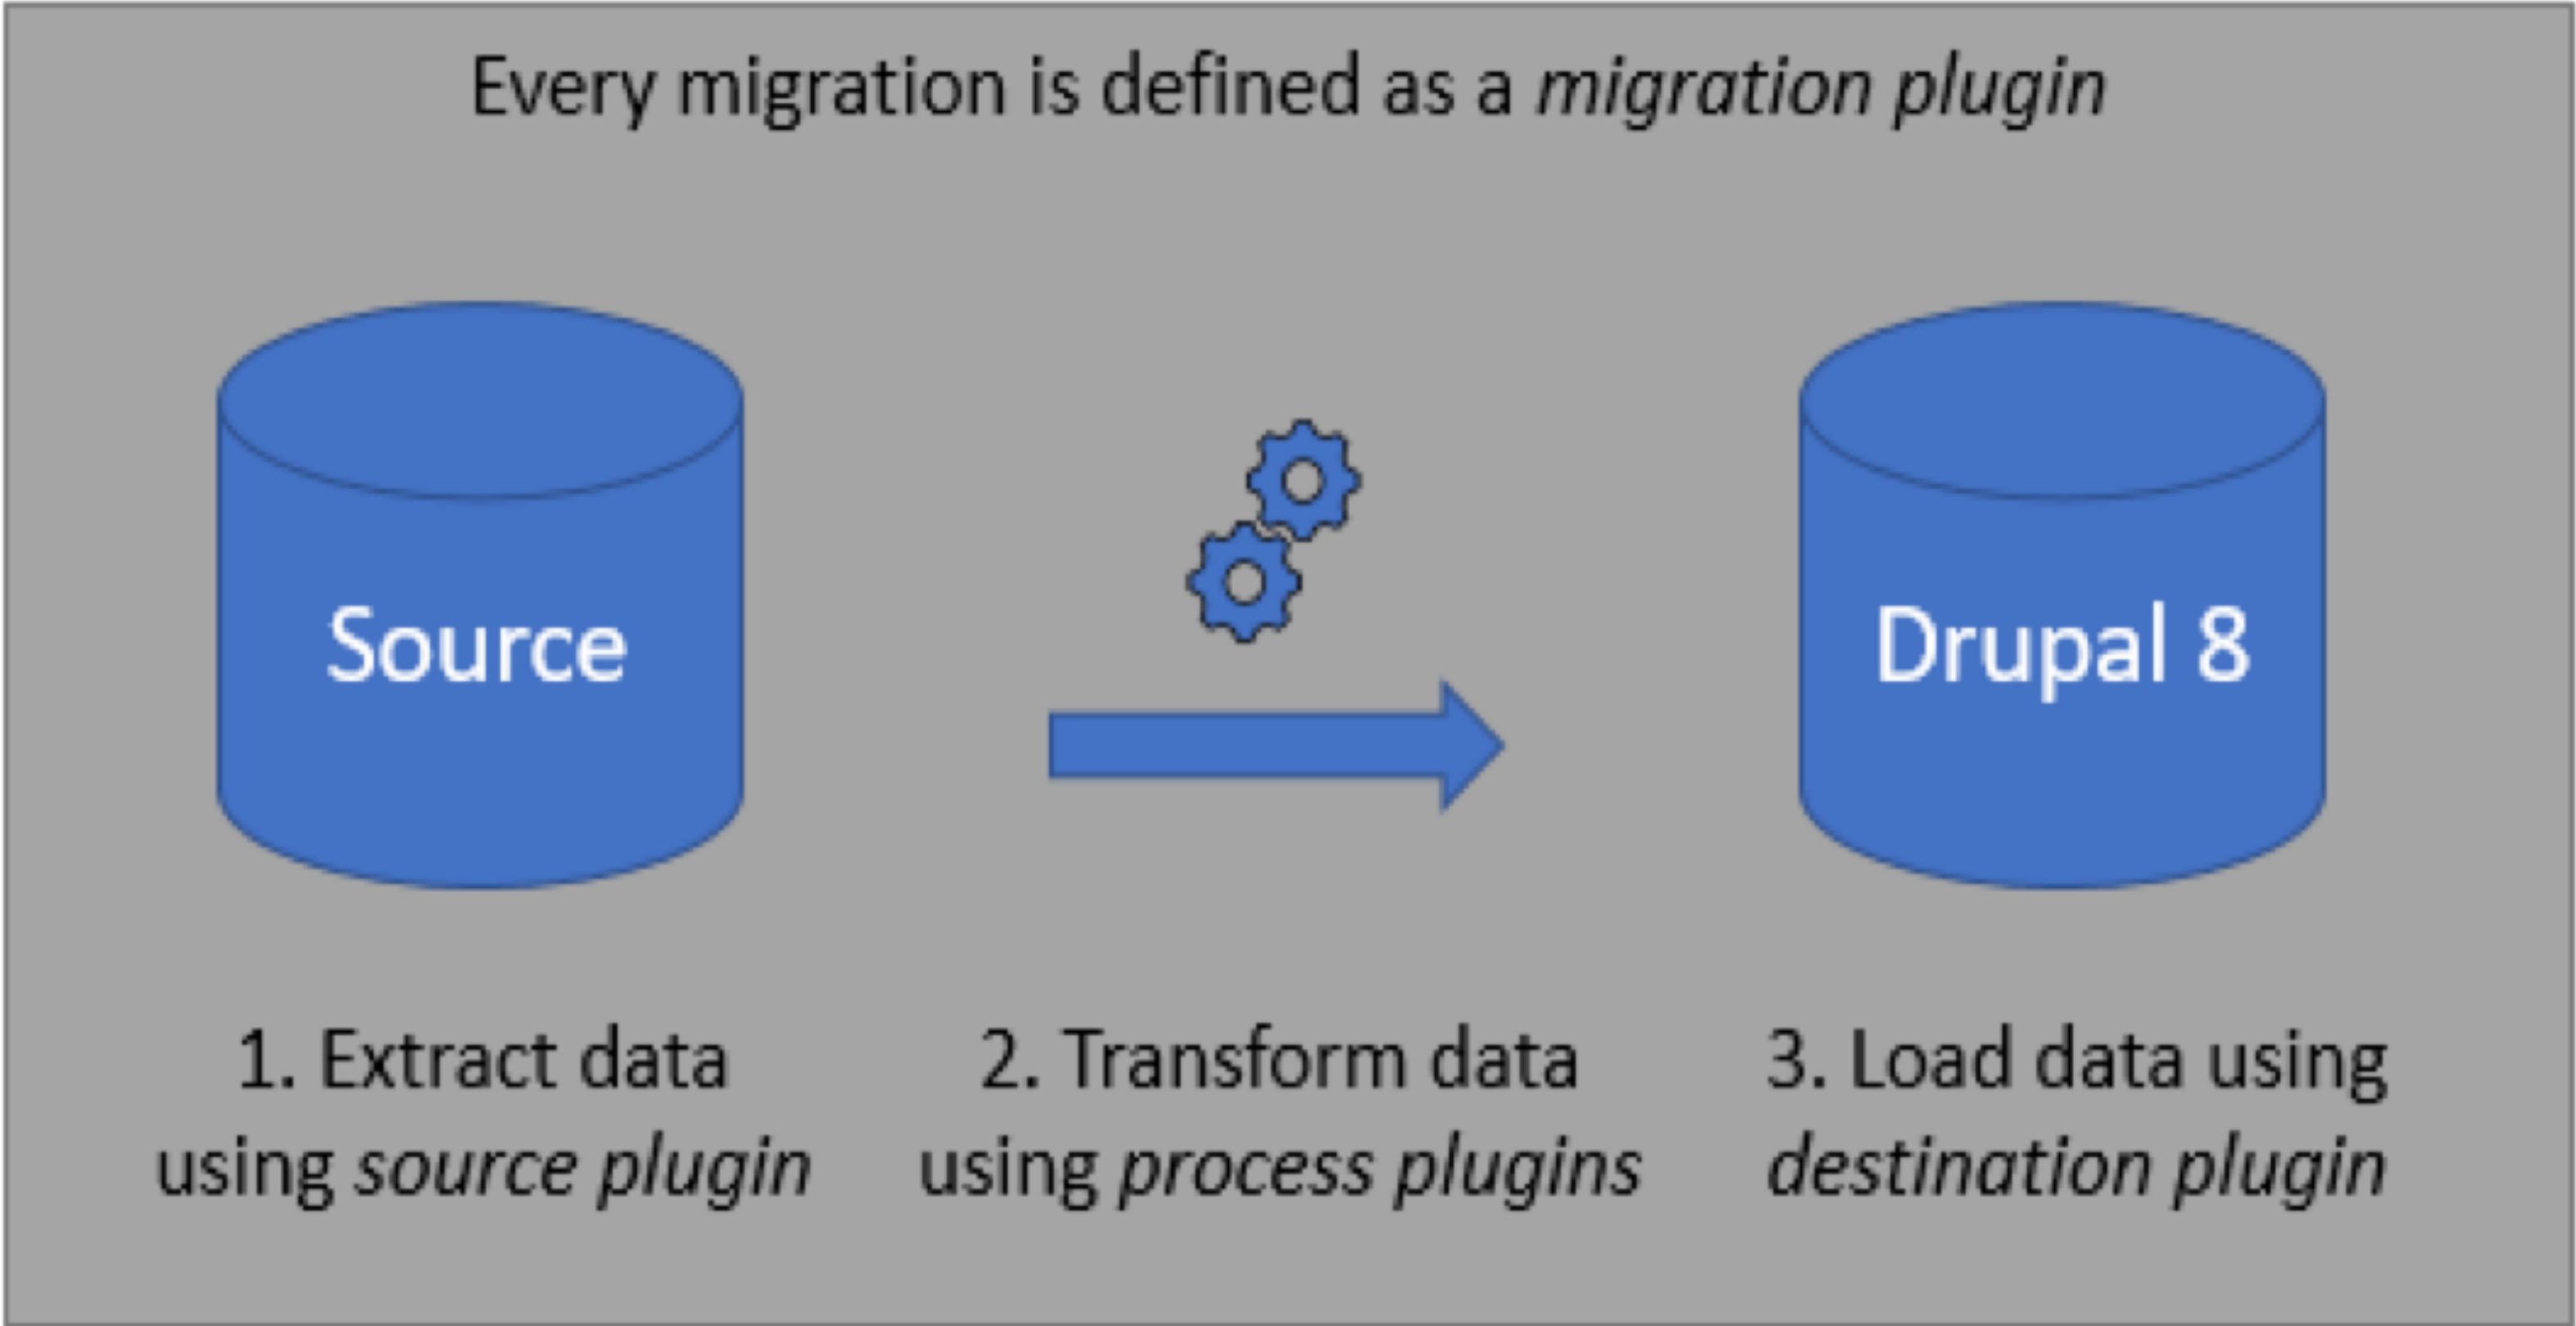 Every migration is defined as a migration plugin
Source
Drupal 8
1. Extract data
using source plugin
2. Transform data
using process plugins
3. Load data using
destination plugin